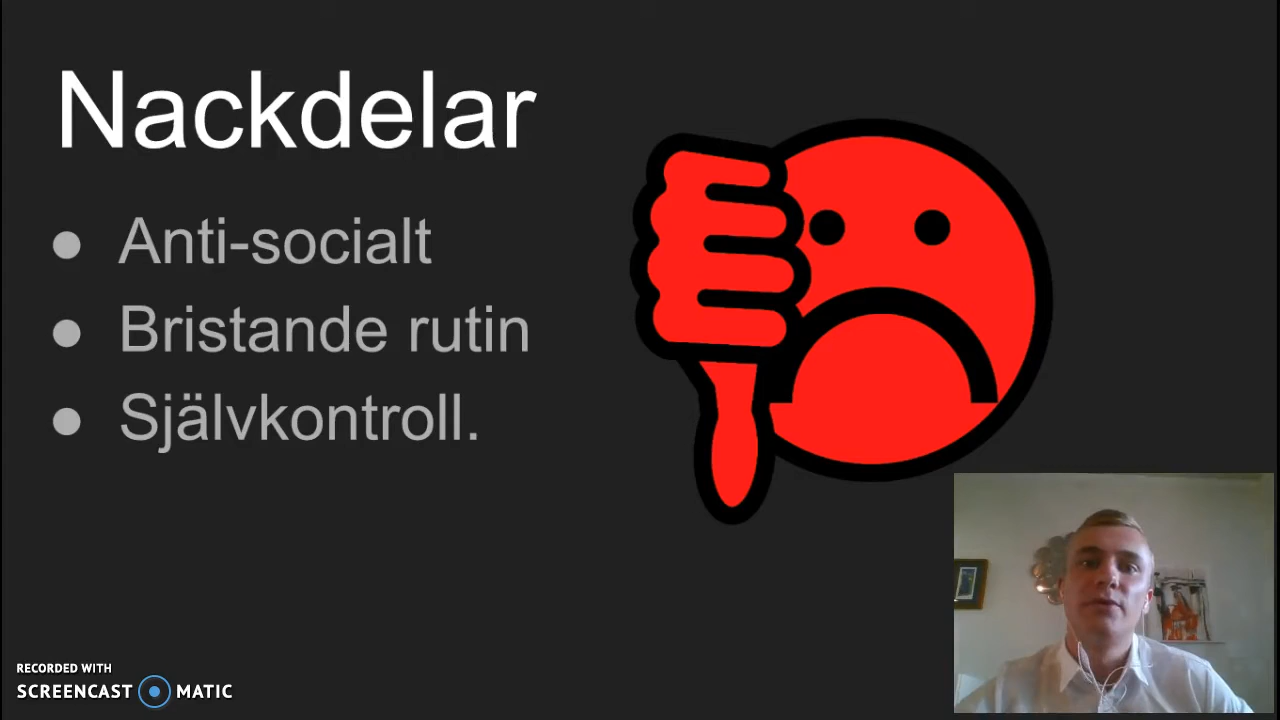 Nackdelar
● Anti-socialt
● Bristande rutin
● Självkontroll.
RECORDED WITH
SCREENCAST MATIC